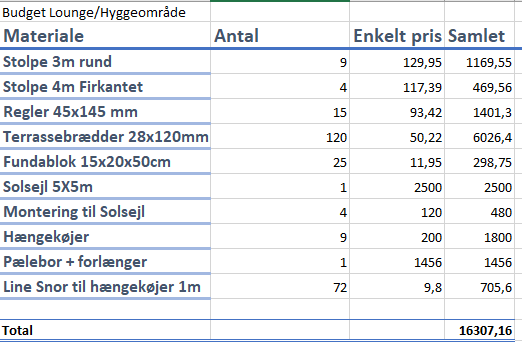 Budget Lounge/Hyggeområde
Materiale Antal Enkelt pris Samlet
Stolpe 3m rund 9 129,95 1169,55
Stolpe 4m Firkantet 4 117,39 469,56
Regler 45x145 mm 15 93,42 1401,3
Terrassebrædder 28x120mm 120 50,22 6026,4
Fundablok 15x20x50cm 25 11,95 298,75
Solsejl 5X5m 1 2500 2500
Montering til Solsejl 4 120 480
Hængekøjer 9 200 1800
Pælebor + forlænger 1 1456 1456
Line Snor til hængekøjer 1m 72 9,8 705,6
Total 16307,16